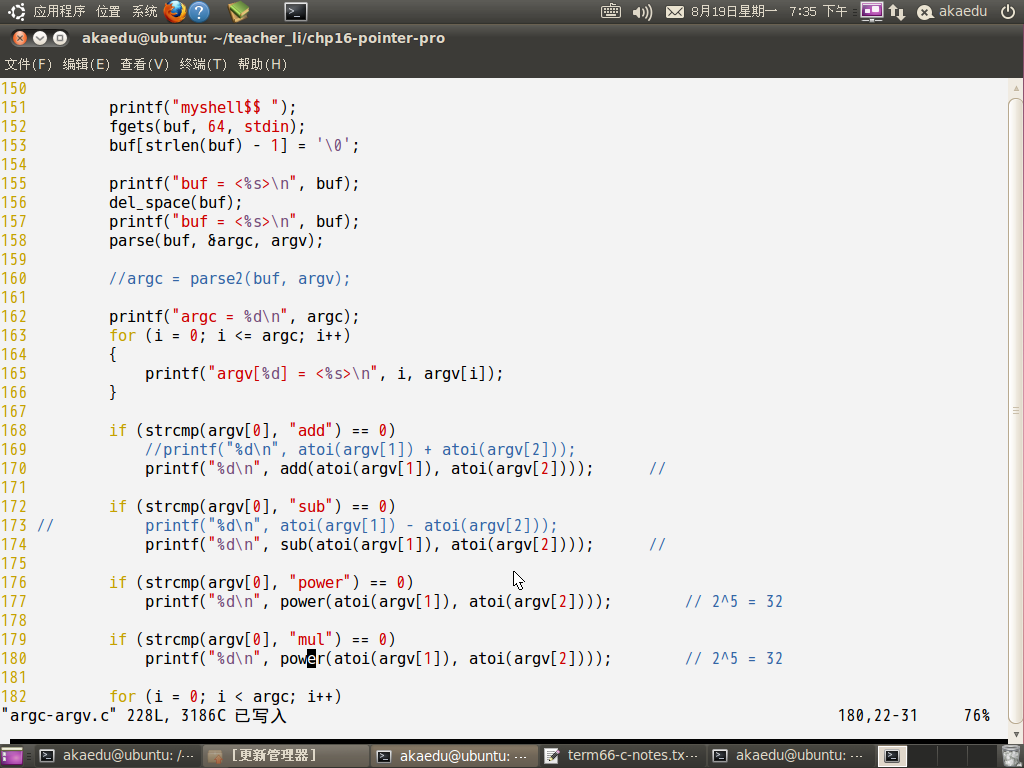 应用程序 位置 系统 8月19日星期一 7:35 下午 akaedu
akaedu@ubuntu: ~/teacher_li/chp16-pointer-pro
文件(F) 编辑(E) 查看(V) 终端(T) 帮助(H)
150
151         printf("myshell$$ ");
152         fgets(buf, 64, stdin);
153         buf[strlen(buf) - 1] = '\0';
154
155         printf("buf = <%s>\n", buf);
156         del_space(buf);
157         printf("buf = <%s>\n", buf);
158         parse(buf, &argc, argv);
159
160         //argc = parse2(buf, argv);
161
162         printf("argc = %d\n", argc);
163         for (i = 0; i <= argc; i++)
164         {
165             printf("argv[%d] = <%s>\n", i, argv[i]);
166         }
167
168         if (strcmp(argv[0], "add") == 0)
169             //printf("%d\n", atoi(argv[1]) + atoi(argv[2]));
170             printf("%d\n", add(atoi(argv[1]), atoi(argv[2])));      //
171
172         if (strcmp(argv[0], "sub") == 0)
173 //          printf("%d\n", atoi(argv[1]) - atoi(argv[2]));
174             printf("%d\n", sub(atoi(argv[1]), atoi(argv[2])));      //
175
176         if (strcmp(argv[0], "power") == 0)
177             printf("%d\n", power(atoi(argv[1]), atoi(argv[2])));        // 2^5 = 32
178
179         if (strcmp(argv[0], "mul") == 0)
180             printf("%d\n", power(atoi(argv[1]), atoi(argv[2])));        // 2^5 = 32
181
182         for (i = 0; i < argc; i++)
"argc-argv.c" 228L, 3186C 已写入 180,22-31 76%
akaedu@ubuntu: /··· [更新管理器] akaedu@ubuntu: ··· term66-c-notes.tx··· akaedu@ubuntu: ···